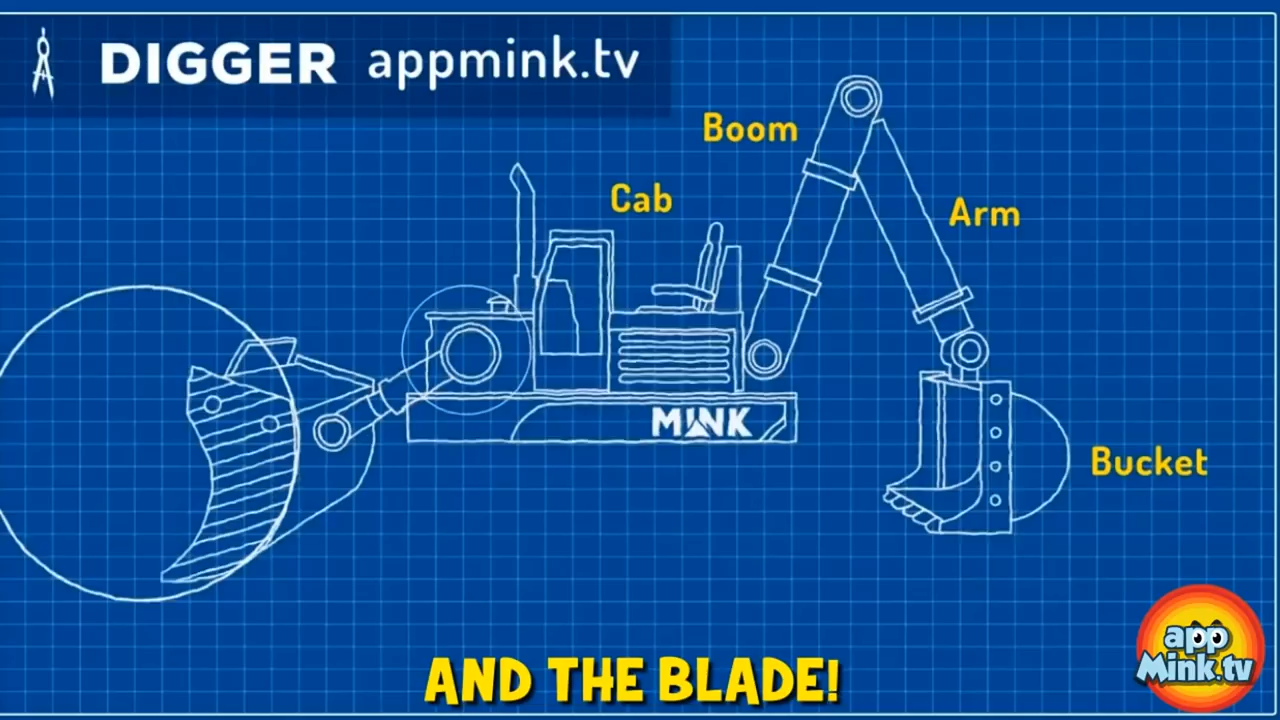 DIGGER appmink.tv
Boom
Cab
Arm
MINK
Bucket
AND THE BLADE!
app
Mink.tv